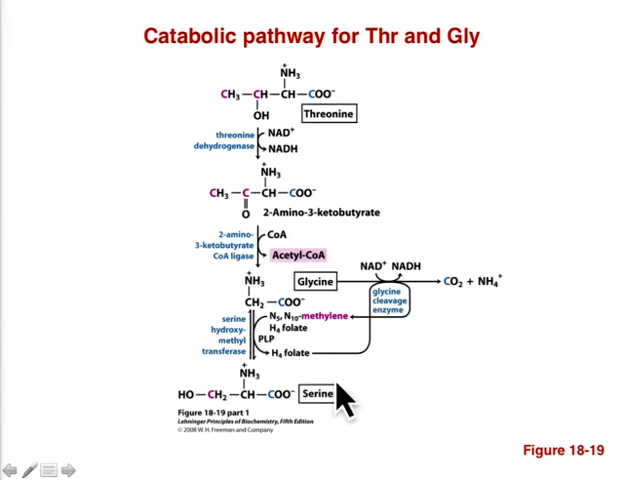 Catabolic pathway for Thr and Gly
+
NH3
CH3—CH—CH—COO−
OH
Threonine
threonine
dehydrogenase
NAD+
NADH
+
NH3
CH3—C—CH—COO−
O
2-Amino-3-ketobutyrate
2-amino-
3-ketobutyrate
CoA ligase
CoA
Acetyl-CoA
+
NH3
CH2—COO−
Glycine
NAD+ NADH
CO2 + NH4+
glycine
cleavage
enzyme
serine
hydroxy-
methyl
transferase
N5, N10-methylene
H4 folate
PLP
H4 folate
+
NH3
HO—CH2—CH—COO−
Serine
Figure 18-19 part 1
Lehninger Principles of Biochemistry, Fifth Edition
© 2008 W. H. Freeman and Company
Figure 18-19